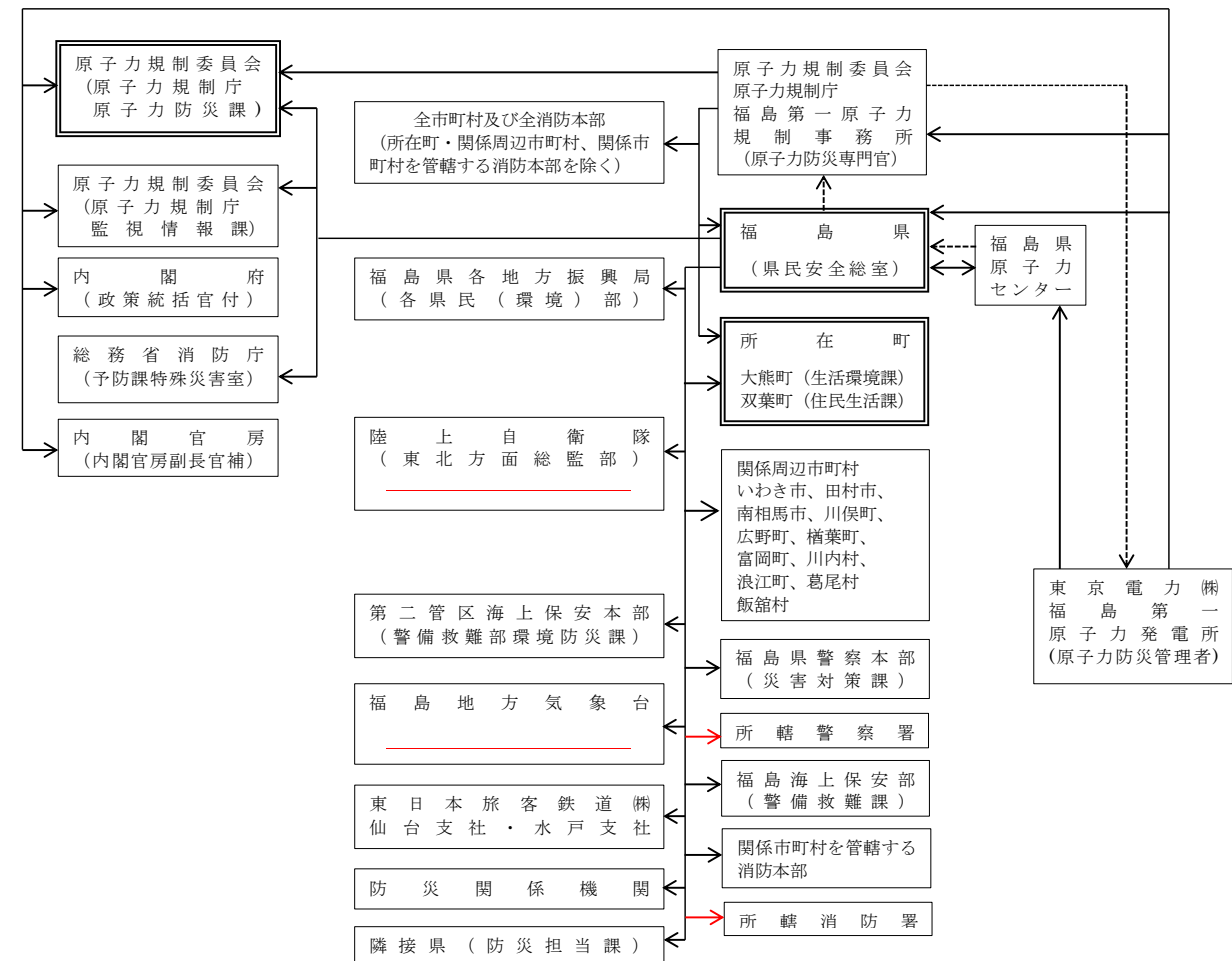 原子力規制委員会
(原子力規制庁
原子力防災課)
原子力規制委員会
(原子力規制庁
監視情報課)
内閣府
(政策統括官付)
総務省消防庁
(予防課特殊災害室)
内閣官房
(内閣官房副長官補)
全市町村及び全消防本部
(所在町・関係周辺市町村、関係市
町村を管轄する消防本部を除く)
福島県各地方振興局
(各県民(環境)部)
陸上自衛隊
(東北方面総監部)
第二管区海上保安本部
(警備救難部環境防災課)
福島地方気象台
東日本旅客鉄道㈱
仙台支社・水戸支社
防災関係機関
隣接県(防災担当課)
原子力規制委員会
原子力規制庁
福島第一原子力
規制事務所
(原子力防災専門官)
福島県
(県民安全総室)
所在町
大熊町(生活環境課)
双葉町(住民生活課)
関係周辺市町村
いわき市、田村市、
南相馬市、川俣町、
広野町、楢葉町、
富岡町、川内村、
浪江町、葛尾村
飯舘村
福島県警察本部
(災害対策課)
所轄警察署
福島海上保安部
(警備救難課)
関係市町村を管轄する
消防本部
所轄消防署
福島県
原子力
センター
東京電力㈱
福島第一
原子力発電所
(原子力防災管理者)